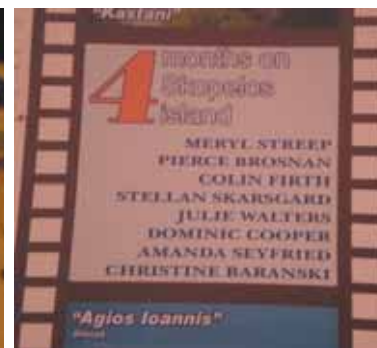 "Kastani"
4 months on
Skopelos
island
MERYL STREEP
PIERCE BROSNAN
COLIN FIRTH
STELLAN SKARSGARD
JULIE WALTERS
DOMINIC COOPER
AMANDA SEYFRIED
CHRISTINE BARANSKI
"Agios Ioannis"